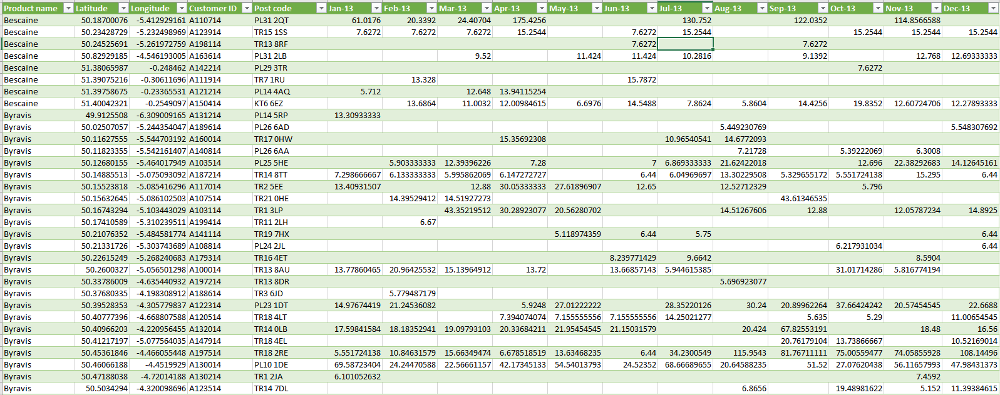 Product name Latitude Longitude Customer ID Post code Jan-13 Feb-13 Mar-13 Apr-13 May-13 Jun-13 Jul-13 Aug-13 Sep-13 Oct-13 Nov-13 Dec-13
Bescaine 50.18700076 -5.412929161 A110714 PL31 2QT 61.0176 20.3392 24.40704 175.4256 130.752 122.0352 114.8566588
Bescaine 50.23428729 -5.232498969 A123914 TR15 1SS 7.6272 7.6272 7.6272 15.2544 7.6272 15.2544 15.2544 15.2544 15.2544
Bescaine 50.24525691 -5.261972759 A198114 TR13 8RF 7.6272 7.6272
Bescaine 50.82929185 -4.546193005 A163614 PL31 2LB 9.52 11.424 11.424 10.2816 9.1392 12.768 12.69333333
Bescaine 51.38065987 -0.248462 A142214 PL29 3TR 7.6272
Bescaine 51.39075216 -0.30611696 A111914 TR7 1RU 13.328 15.7872
Bescaine 51.39758675 -0.23365531 A121214 PL14 4AQ 5.712 12.648 13.94115254
Bescaine 51.40042321 -0.2549097 A150414 KT6 6EZ 13.6864 11.0032 12.00984615 6.6976 14.5488 7.8624 5.8604 14.4256 19.8352 12.60724706 12.27893333
Byravis 49.9125508 -6.309009165 A131214 PL14 5RP 13.30933333
Byravis 50.02507057 -5.244354047 A189614 PL26 6AD 5.449230769 5.548307692
Byravis 50.11627555 -5.544703192 A160014 TR17 0HW 15.35692308 10.96540541 14.6772093
Byravis 50.11823355 -5.542161407 A140814 PL26 6AA 7.21728 5.39222069 6.3008
Byravis 50.12680155 -5.464017949 A103514 PL25 5HE 5.903333333 12.39396226 7.28 7 6.869333333 21.62422018 12.696 22.38292683 14.12645161
Byravis 50.14885513 -5.075093092 A187214 TR14 8TT 7.298666667 6.133333333 5.995862069 6.147272727 6.44 6.04969697 13.30229508 5.329655172 5.551724138 15.295 6.44
Byravis 50.15523818 -5.085416296 A117014 TR2 5EE 13.40931507 12.88 30.05333333 27.61896907 12.65 12.52712329 5.796
Byravis 50.15632645 -5.086102503 A107514 TR21 0HE 14.39529412 14.51927273 43.61346535
Byravis 50.16743294 -5.103443029 A103114 TR1 3LP 43.35219512 30.28923077 20.56280702 14.51267606 12.88 12.05787234 14.8925
Byravis 50.17410589 -5.310239511 A199414 TR11 2LH 6.67
Byravis 50.21076352 -5.484581774 A141114 TR19 7HX 5.118974359 6.44 5.75 6.44
Byravis 50.21331726 -5.303743689 A108814 PL24 2JL 6.217931034 6.44
Byravis 50.22615249 -5.268240683 A179314 TR16 4ET 8.239771429 9.6642 8.5904
Byravis 50.2600327 -5.056501298 A100014 TR13 8AU 13.77860465 20.96425532 15.13964912 13.72 13.66857143 5.944615385 31.01714286 5.816774194
Byravis 50.33786009 -4.635440932 A197214 TR13 8DR 5.696923077
Byravis 50.37680335 -4.198308912 A188614 TR3 6JD 5.779487179
Byravis 50.39528353 -4.305779837 A122314 PL23 1DT 14.97674419 21.24536082 5.9248 27.01222222 28.35220126 30.24 20.89962264 37.66424242 20.57454545 22.6688
Byravis 50.40777396 -4.668807588 A120514 TR18 4LT 7.394074074 7.155555556 7.155555556 14.25021277 5.635 5.29 11.00654545
Byravis 50.40966203 -4.220956455 A132014 TR14 0LB 17.59841584 18.18352941 19.09793103 20.33684211 21.95454545 21.15031579 20.424 67.82553191 18.48 16.56
Byravis 50.41217197 -5.077564035 A147914 TR18 4EL 20.76179104 13.73866667 10.52169014
Byravis 50.45361846 -4.466055448 A197514 TR18 2RE 5.551724138 10.84631579 15.66349474 6.678518519 13.63468235 6.44 34.2300549 115.9543 81.76711111 75.00559477 74.05855928 108.14496
Byravis 50.46066188 -4.4519929 A130014 PL10 1DE 69.58723404 24.24470588 22.56661157 42.17345133 54.54013793 24.52352 68.66689655 20.64588235 51.52 27.07620438 56.11657993 47.98431373
Byravis 50.47188038 -4.72014188 A130214 TR1 2JA 6.101052632 7.4592
Byravis 50.5034294 -4.320098696 A123514 TR14 7DL 6.8656 19.48981622 5.152 11.39384615